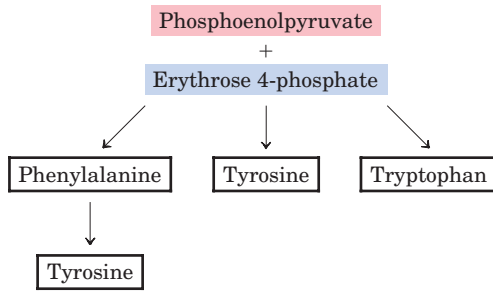 Phosphoenolpyruvate
+
Erythrose 4-phosphate
Phenylalanine Tyrosine Tryptophan
Tyrosine